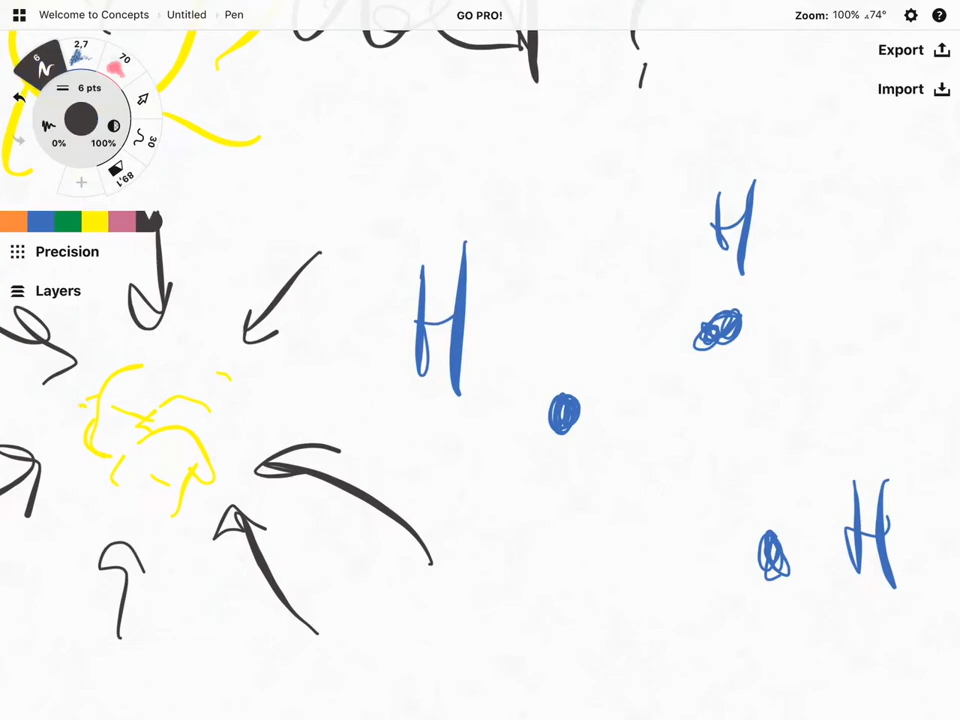 Welcome to Concepts › Untitled › Pen
GO PRO!
Zoom: 100% ⊿74°
Export
Import
2,7
6
70
6 pts
0%
100%
30
89,1
Precision
Layers
H
H
H